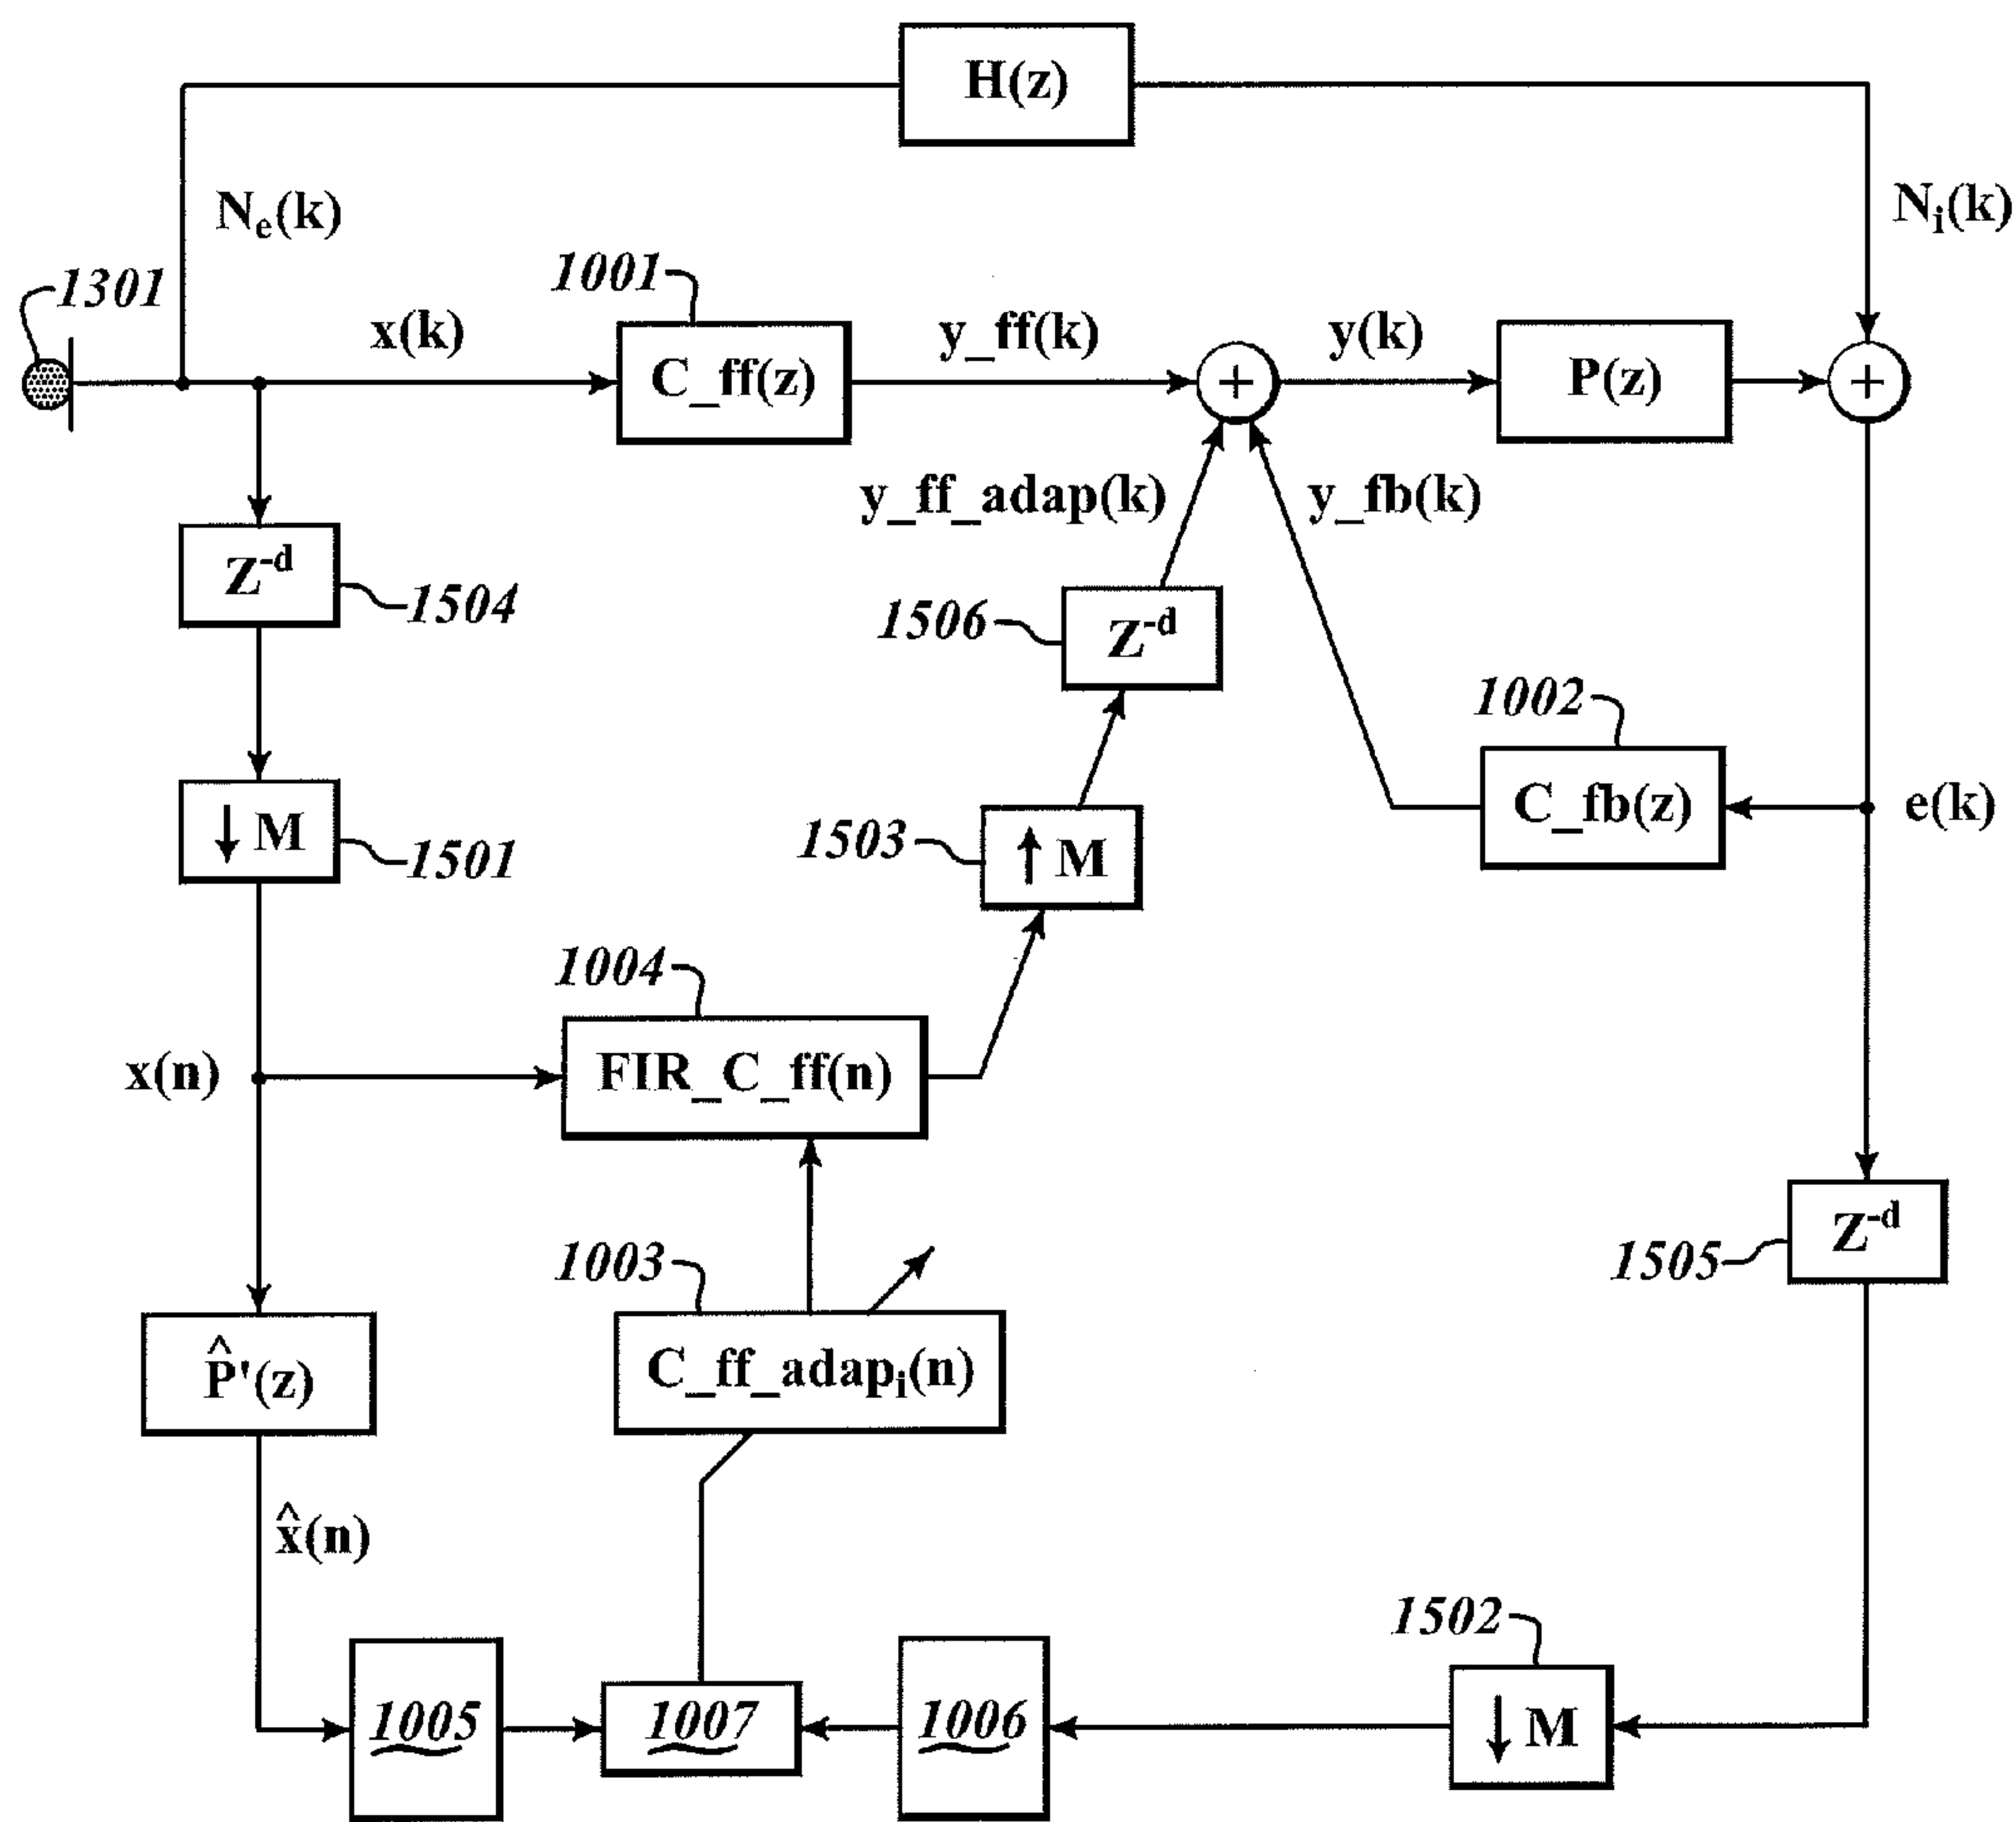 H(z)
Nₑ(k)
Nᵢ(k)
1301
1001
x(k)
C_ff(z)
y_ff(k)
+
y(k)
P(z)
+
y_ff_adap(k)
y_fb(k)
Z⁻ᵈ
1504
1506
Z⁻ᵈ
1002
C_fb(z)
e(k)
↓ M
1501
1503
↑ M
1004
x(n)
FIR_C_ff(n)
Z⁻ᵈ
1505
1003
P̂'(z)
C_ff_adapᵢ(n)
x̂(n)
1502
1005
1007
1006
↓ M